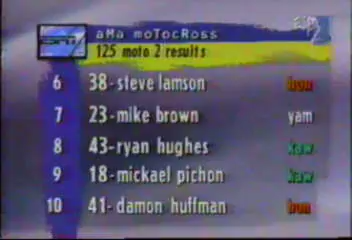 aMa moTocRoss
125 moto 2 results
6 38-steve lamson hon
7 23-mike brown yam
8 43-ryan hughes kaw
9 18-mickael pichon kaw
10 41-damon huffman hon